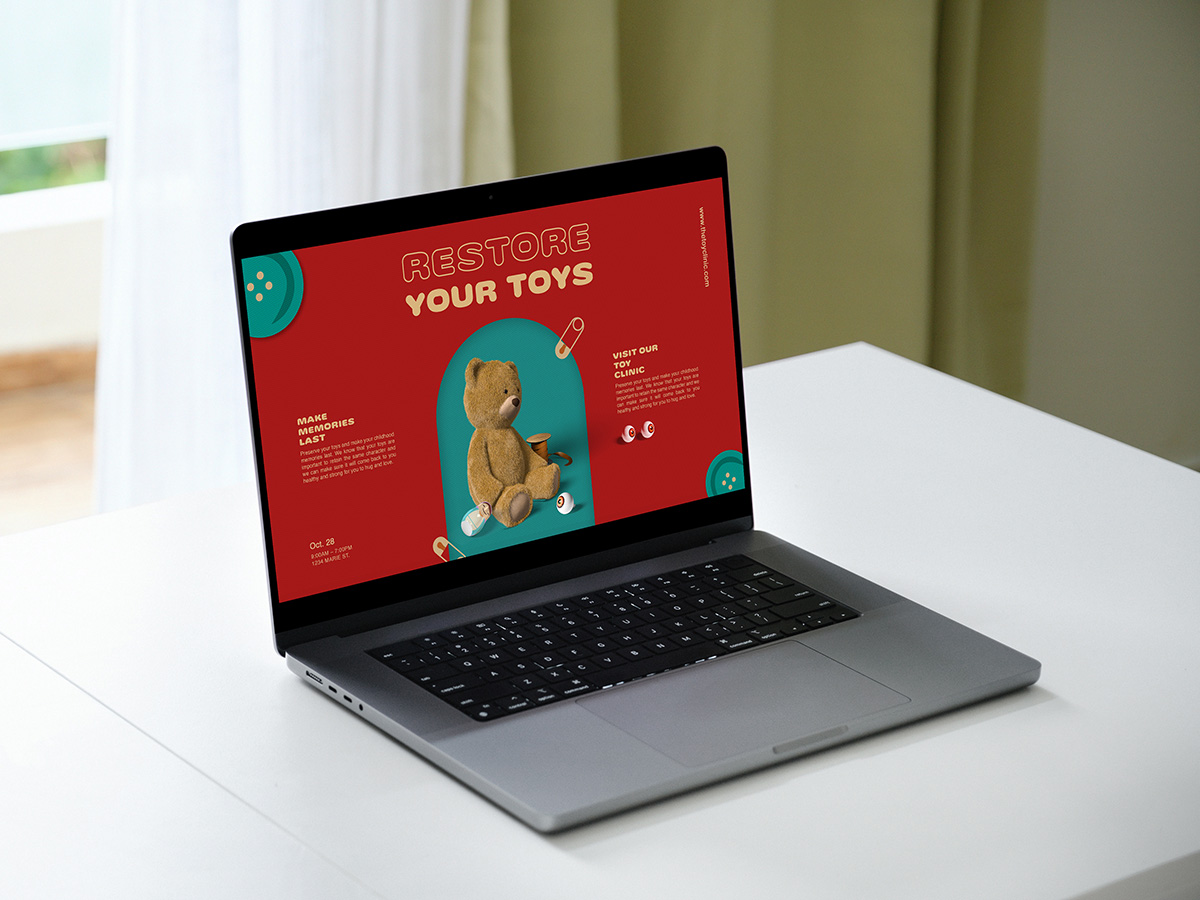 RESTORE
YOUR TOYS
www.thetoyclinic.com
VISIT OUR
TOY
CLINIC
Preserve your toys and make your childhood
memories last. We know that your toys are
important to retain the same character and we
can make sure it will come back to you
healthy and strong for you to hug and love.
MAKE
MEMORIES
LAST
Preserve your toys and make your childhood
memories last. We know that your toys are
important to retain the same character and
we can make sure it will come back to you
healthy and strong for you to hug and love.
Oct. 28
9:00AM – 7:00PM
1234 MARIE ST.